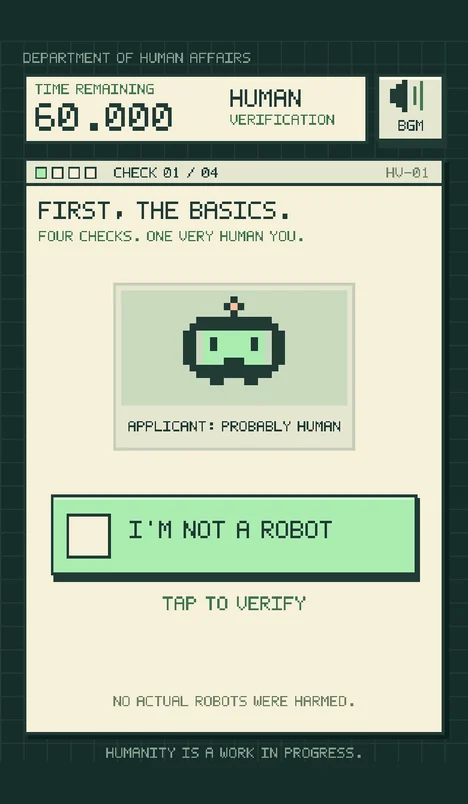 DEPARTMENT OF HUMAN AFFAIRS
TIME REMAINING
60.000
HUMAN
VERIFICATION
BGM
CHECK 01 / 04
HV-01
FIRST, THE BASICS.
FOUR CHECKS. ONE VERY HUMAN YOU.
APPLICANT: PROBABLY HUMAN
I'M NOT A ROBOT
TAP TO VERIFY
NO ACTUAL ROBOTS WERE HARMED.
HUMANITY IS A WORK IN PROGRESS.